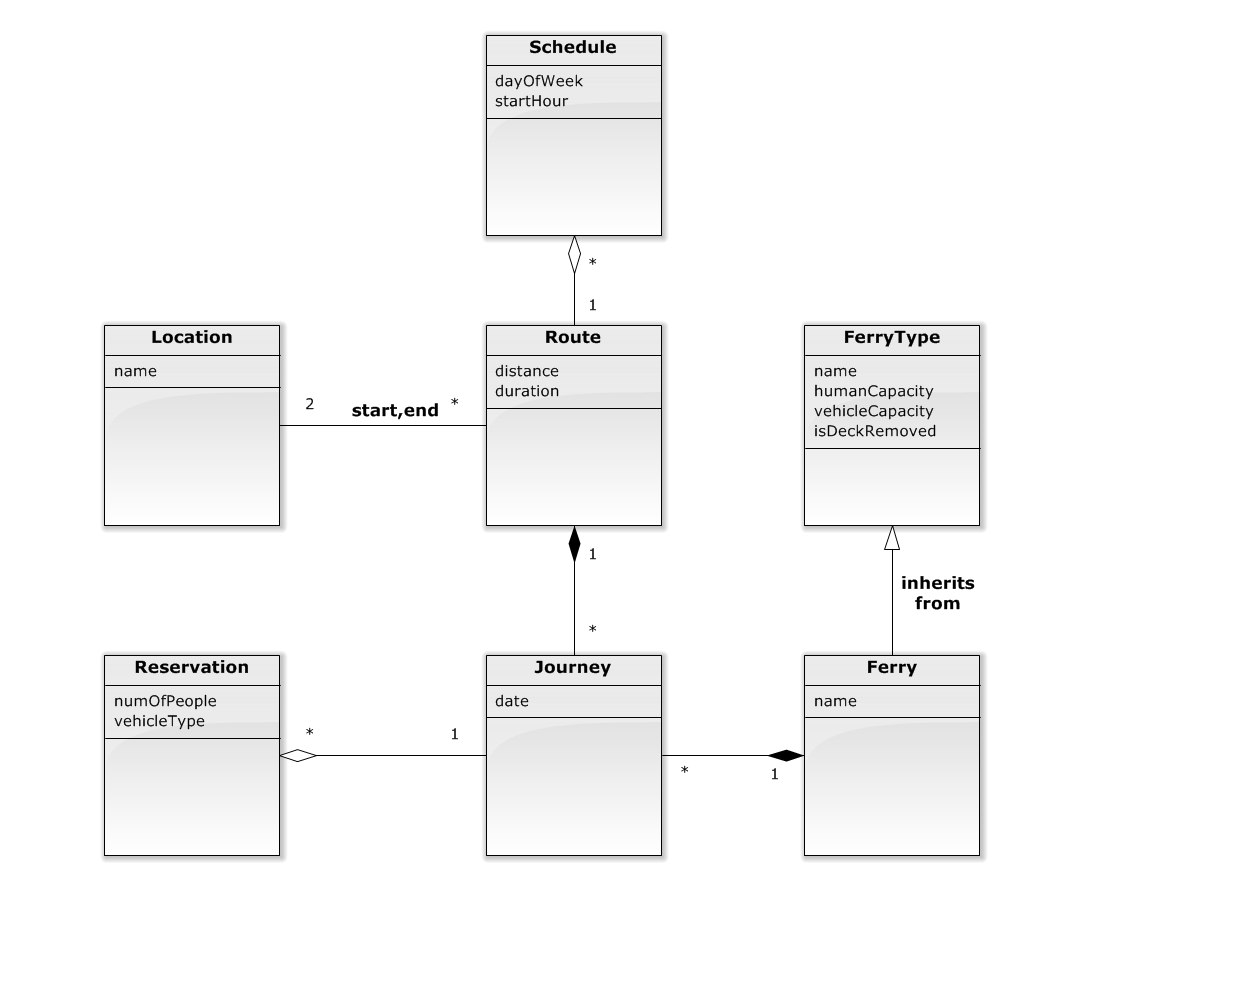 Schedule
dayOfWeek
startHour
*
1
Location
name
2
start,end
*
Route
distance
duration
FerryType
name
humanCapacity
vehicleCapacity
isDeckRemoved
1
*
inherits
from
Reservation
numOfPeople
vehicleType
*
1
Journey
date
*
1
Ferry
name